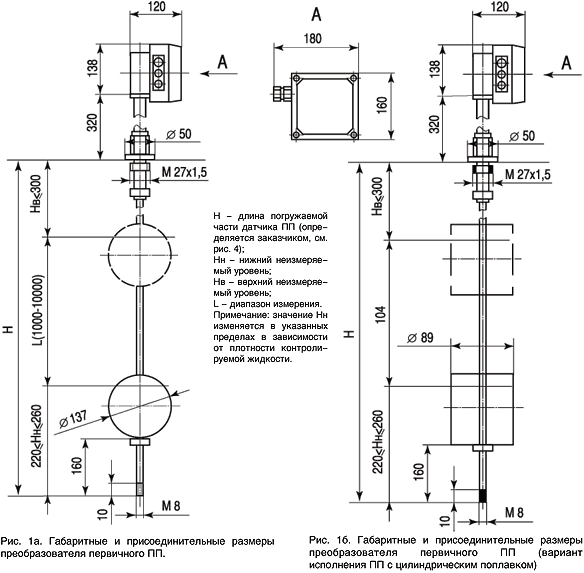 120
138
320
A
⌀ 50
M 27x1,5
Hв≤300
L(1000-10000)
H
220≤Hн≤260
⌀ 137
160
10
M 8
A
180
160
H – длина погружаемой
части датчика ПП (опре-
деляется заказчиком, см.
рис. 4);
Нн – нижний неизмеряе-
мый уровень;
Нв – верхний неизмеряе-
мый уровень;
L – диапазон измерения.
Примечание: значение Нн
изменяется в указанных
пределах в зависимости
от плотности контроли-
руемой жидкости.
120
138
320
A
⌀ 50
M 27x1,5
Hв≤300
104
H
⌀ 89
220≤Hн≤260
160
10
M 8
Рис. 1а. Габаритные и присоединительные размеры
преобразователя первичного ПП.
Рис. 1б. Габаритные и присоединительные размеры
преобразователя первичного ПП (вариант
исполнения ПП с цилиндрическим поплавком)